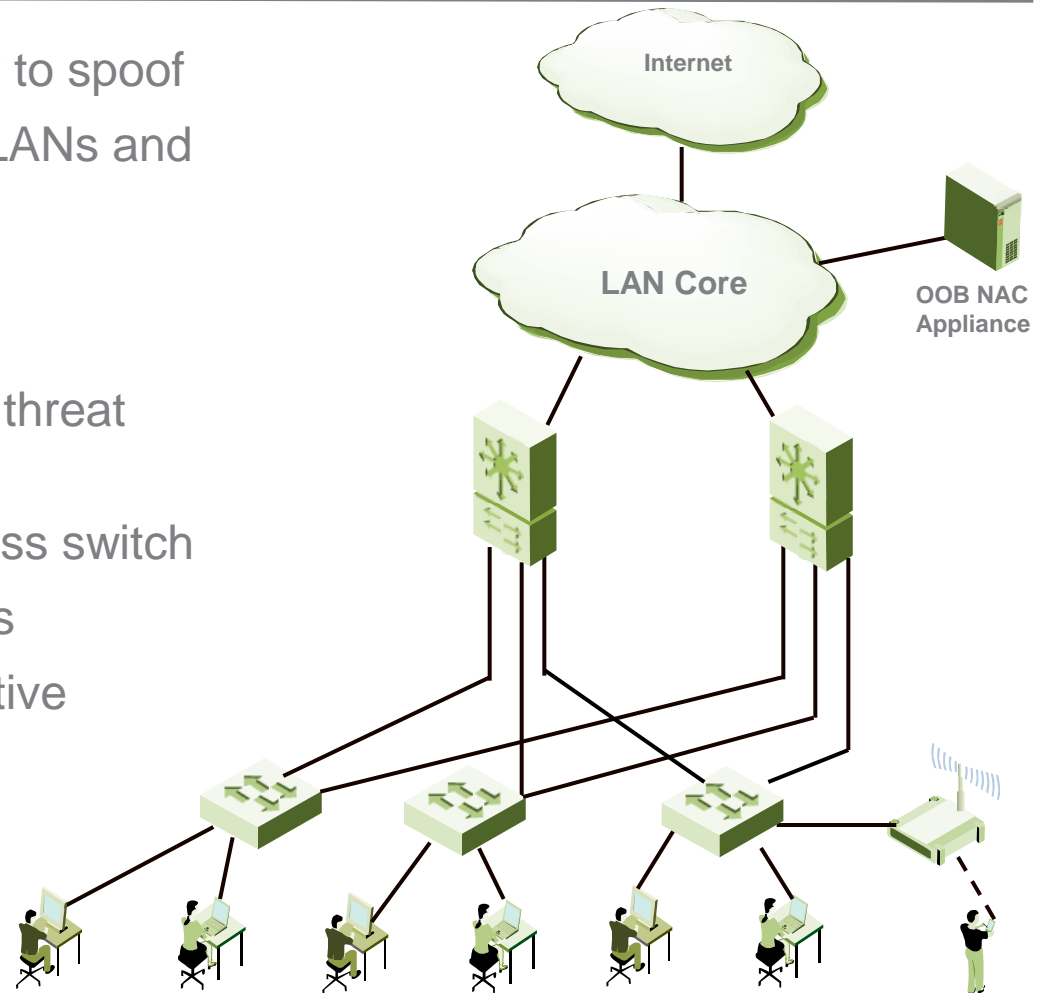 to spoof
LANs and
threat
ss switch
s
tive
Internet
LAN Core
OOB NAC
Appliance